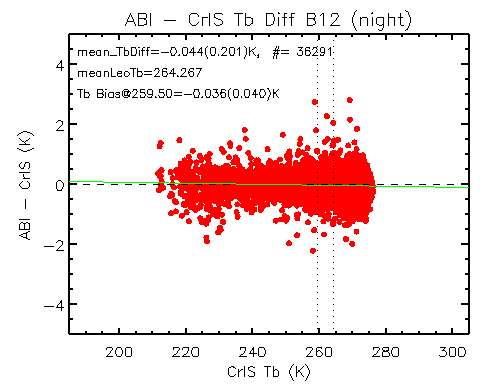 ABI − CrIS Tb Diff B12 (night)
mean_TbDiff=−0.044(0.201)K, #= 36291
meanLeoTb=264.267
Tb Bias@259.50=−0.036(0.040)K
ABI − CrIS (K)
4
2
0
−2
−4
200 220 240 260 280 300
CrIS Tb (K)